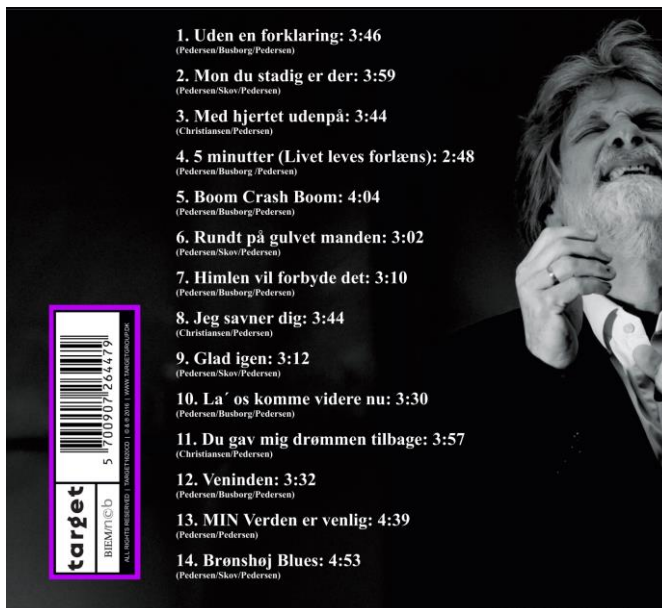 1. Uden en forklaring: 3:46
(Pedersen/Busborg/Pedersen)
2. Mon du stadig er der: 3:59
(Pedersen/Skov/Pedersen)
3. Med hjertet udenpå: 3:44
(Christiansen/Pedersen)
4. 5 minutter (Livet leves forlæns): 2:48
(Pedersen/Busborg /Pedersen)
5. Boom Crash Boom: 4:04
(Pedersen/Busborg/Pedersen)
6. Rundt på gulvet manden: 3:02
(Pedersen/Skov/Pedersen)
7. Himlen vil forbyde det: 3:10
(Pedersen/Busborg/Pedersen)
8. Jeg savner dig: 3:44
(Christiansen/Pedersen)
9. Glad igen: 3:12
(Pedersen/Skov/Pedersen)
10. La´ os komme videre nu: 3:30
(Pedersen/Busborg/Pedersen)
11. Du gav mig drømmen tilbage: 3:57
(Christiansen/Pedersen)
12. Veninden: 3:32
(Pedersen/Busborg/Pedersen)
13. MIN Verden er venlig: 4:39
(Pedersen/Pedersen)
14. Brønshøj Blues: 4:53
(Pedersen/Skov/Pedersen)
target
BIEM/n©b
5 700907 264479
ALL RIGHTS RESERVED | | WWW.TARGETGROUP.DK